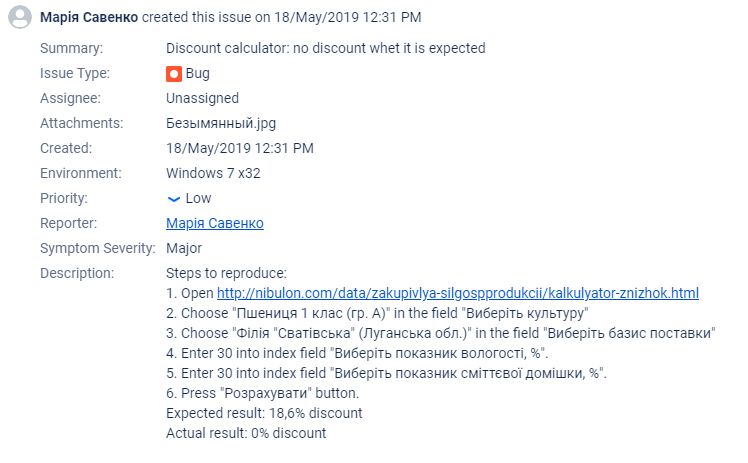 Марія Савенко created this issue on 18/May/2019 12:31 PM
Summary: Discount calculator: no discount whet it is expected
Issue Type: Bug
Assignee: Unassigned
Attachments: Безымянный.jpg
Created: 18/May/2019 12:31 PM
Environment: Windows 7 x32
Priority: Low
Reporter: Марія Савенко
Symptom Severity: Major
Description: Steps to reproduce:
1. Open http://nibulon.com/data/zakupivlya-silgospprodukcii/kalkulyator-znizhok.html
2. Choose "Пшениця 1 клас (гр. А)" in the field "Виберіть культуру"
3. Choose "Філія "Сватівська" (Луганська обл.)" in the field "Виберіть базис поставки"
4. Enter 30 into index field "Виберіть показник вологості, %".
5. Enter 30 into index field "Виберіть показник сміттєвої домішки, %".
6. Press "Розрахувати" button.
Expected result: 18,6% discount
Actual result: 0% discount